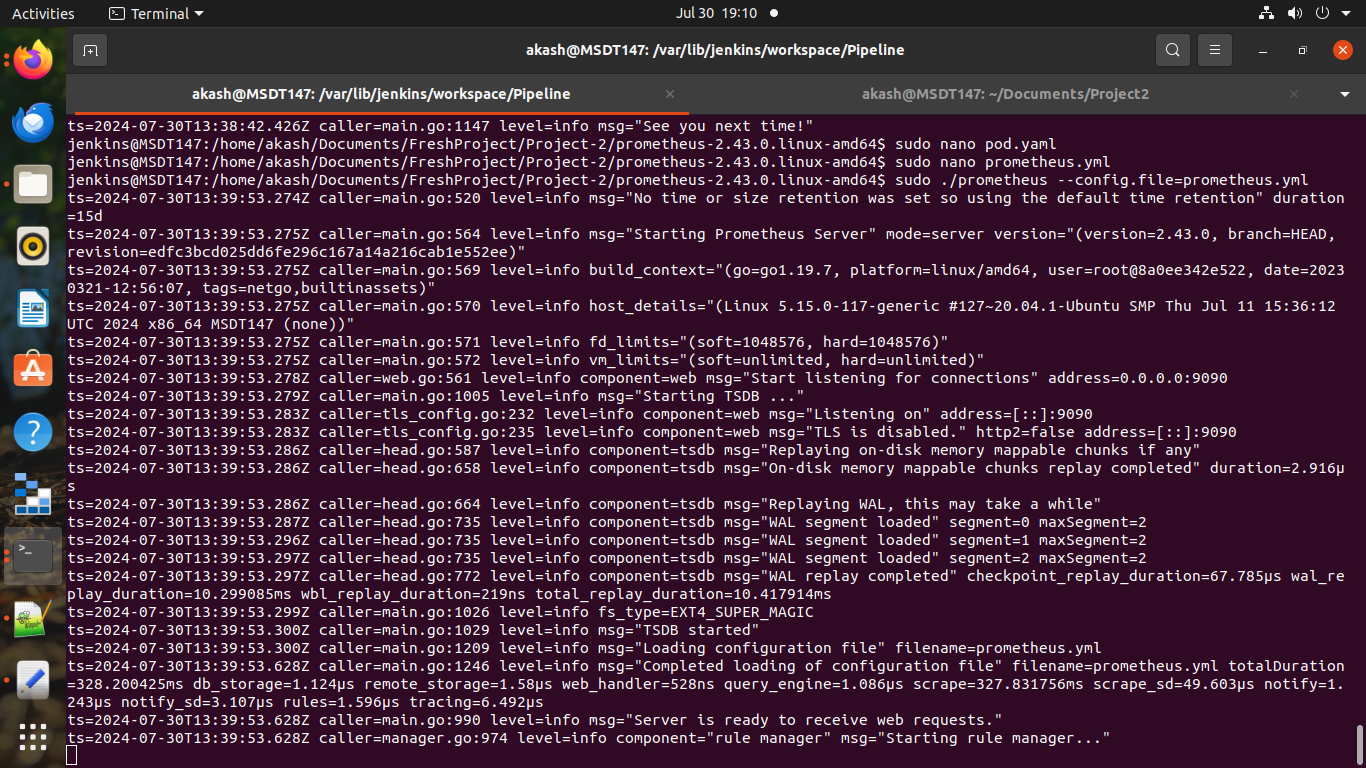 Activities
Terminal
Jul 30 19:10
akash@MSDT147: /var/lib/jenkins/workspace/Pipeline
akash@MSDT147: /var/lib/jenkins/workspace/Pipeline
akash@MSDT147: ~/Documents/Project2
ts=2024-07-30T13:38:42.426Z caller=main.go:1147 level=info msg="See you next time!"
jenkins@MSDT147:/home/akash/Documents/FreshProject/Project-2/prometheus-2.43.0.linux-amd64$ sudo nano pod.yaml
jenkins@MSDT147:/home/akash/Documents/FreshProject/Project-2/prometheus-2.43.0.linux-amd64$ sudo nano prometheus.yml
jenkins@MSDT147:/home/akash/Documents/FreshProject/Project-2/prometheus-2.43.0.linux-amd64$ sudo ./prometheus --config.file=prometheus.yml
ts=2024-07-30T13:39:53.274Z caller=main.go:520 level=info msg="No time or size retention was set so using the default time retention" duration
=15d
ts=2024-07-30T13:39:53.275Z caller=main.go:564 level=info msg="Starting Prometheus Server" mode=server version="(version=2.43.0, branch=HEAD,
revision=edfc3bcd025dd6fe296c167a14a216cab1e552ee)"
ts=2024-07-30T13:39:53.275Z caller=main.go:569 level=info build_context="(go=go1.19.7, platform=linux/amd64, user=root@8a0ee342e522, date=2023
0321-12:56:07, tags=netgo,builtinassets)"
ts=2024-07-30T13:39:53.275Z caller=main.go:570 level=info host_details="(Linux 5.15.0-117-generic #127~20.04.1-Ubuntu SMP Thu Jul 11 15:36:12
UTC 2024 x86_64 MSDT147 (none))"
ts=2024-07-30T13:39:53.275Z caller=main.go:571 level=info fd_limits="(soft=1048576, hard=1048576)"
ts=2024-07-30T13:39:53.275Z caller=main.go:572 level=info vm_limits="(soft=unlimited, hard=unlimited)"
ts=2024-07-30T13:39:53.278Z caller=web.go:561 level=info component=web msg="Start listening for connections" address=0.0.0.0:9090
ts=2024-07-30T13:39:53.279Z caller=main.go:1005 level=info msg="Starting TSDB ..."
ts=2024-07-30T13:39:53.283Z caller=tls_config.go:232 level=info component=web msg="Listening on" address=[::]:9090
ts=2024-07-30T13:39:53.283Z caller=tls_config.go:235 level=info component=web msg="TLS is disabled." http2=false address=[::]:9090
ts=2024-07-30T13:39:53.286Z caller=head.go:587 level=info component=tsdb msg="Replaying on-disk memory mappable chunks if any"
ts=2024-07-30T13:39:53.286Z caller=head.go:658 level=info component=tsdb msg="On-disk memory mappable chunks replay completed" duration=2.916µ
s
ts=2024-07-30T13:39:53.286Z caller=head.go:664 level=info component=tsdb msg="Replaying WAL, this may take a while"
ts=2024-07-30T13:39:53.287Z caller=head.go:735 level=info component=tsdb msg="WAL segment loaded" segment=0 maxSegment=2
ts=2024-07-30T13:39:53.296Z caller=head.go:735 level=info component=tsdb msg="WAL segment loaded" segment=1 maxSegment=2
ts=2024-07-30T13:39:53.297Z caller=head.go:735 level=info component=tsdb msg="WAL segment loaded" segment=2 maxSegment=2
ts=2024-07-30T13:39:53.297Z caller=head.go:772 level=info component=tsdb msg="WAL replay completed" checkpoint_replay_duration=67.785µs wal_re
play_duration=10.299085ms wbl_replay_duration=219ns total_replay_duration=10.417914ms
ts=2024-07-30T13:39:53.299Z caller=main.go:1026 level=info fs_type=EXT4_SUPER_MAGIC
ts=2024-07-30T13:39:53.300Z caller=main.go:1029 level=info msg="TSDB started"
ts=2024-07-30T13:39:53.300Z caller=main.go:1209 level=info msg="Loading configuration file" filename=prometheus.yml
ts=2024-07-30T13:39:53.628Z caller=main.go:1246 level=info msg="Completed loading of configuration file" filename=prometheus.yml totalDuration
=328.200425ms db_storage=1.124µs remote_storage=1.58µs web_handler=528ns query_engine=1.086µs scrape=327.831756ms scrape_sd=49.603µs notify=1.
243µs notify_sd=3.107µs rules=1.596µs tracing=6.492µs
ts=2024-07-30T13:39:53.628Z caller=main.go:990 level=info msg="Server is ready to receive web requests."
ts=2024-07-30T13:39:53.628Z caller=manager.go:974 level=info component="rule manager" msg="Starting rule manager..."